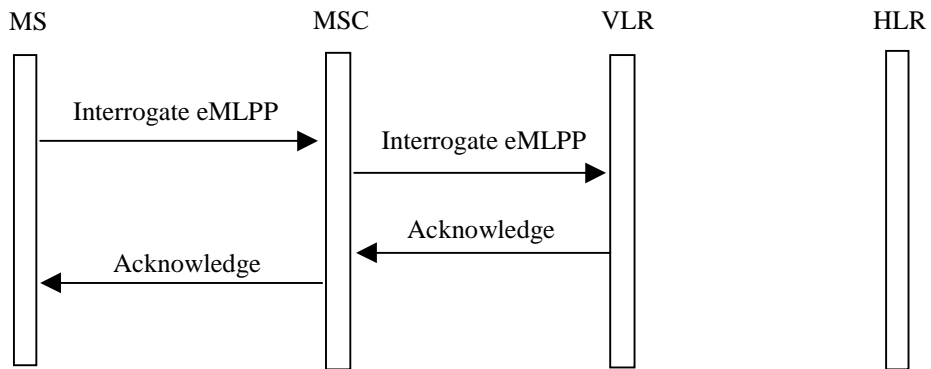 MS MSC VLR HLR
Interrogate eMLPP
Interrogate eMLPP
Acknowledge
Acknowledge